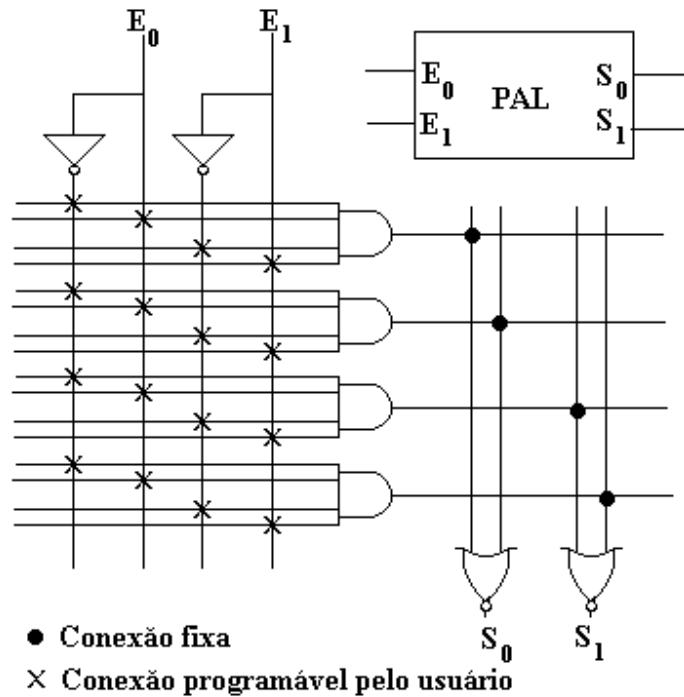 E0 E1
E0 PAL S0
E1 S1
S0 S1
● Conexão fixa
× Conexão programável pelo usuário